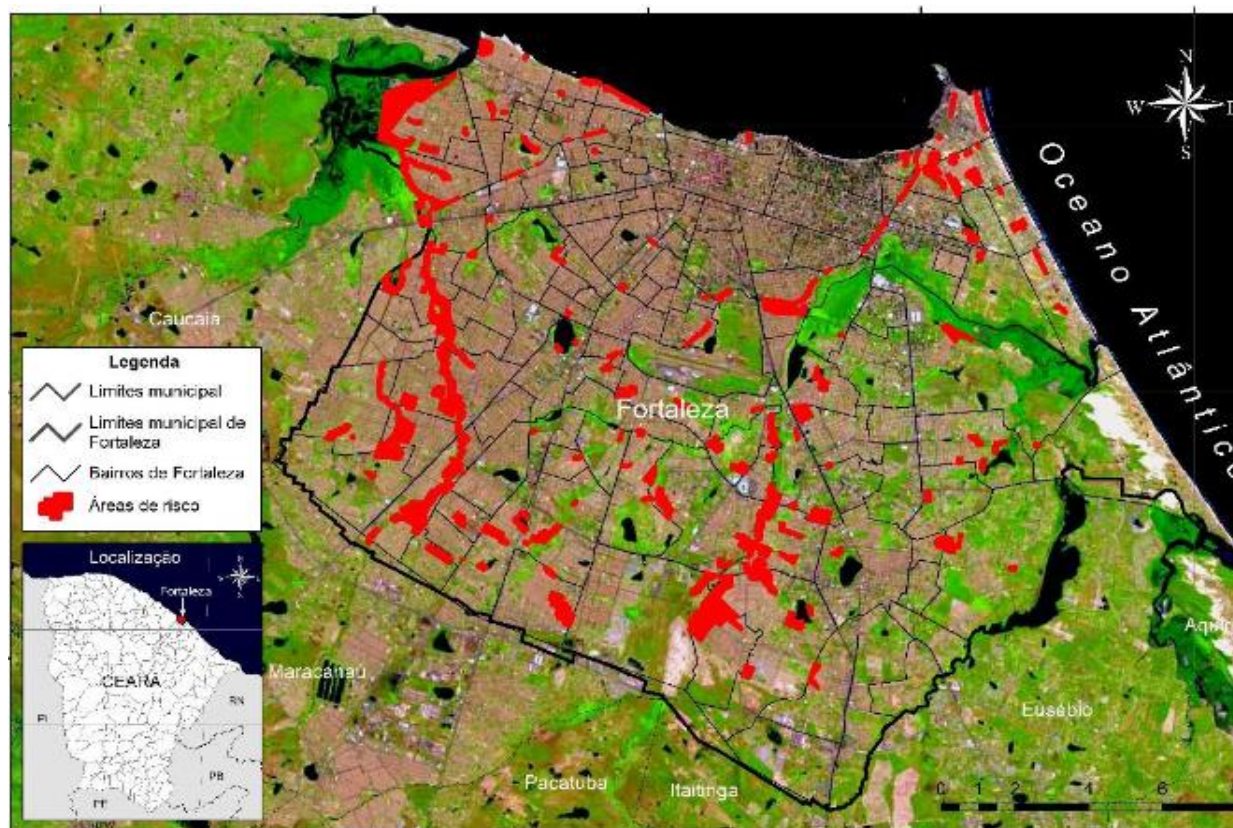 N
W
S
Oceano Atlântico
Caucaia
Fortaleza
Legenda
Limites municipal
Limites municipal de
Fortaleza
Bairros de Fortaleza
Áreas de risco
Localização
Fortaleza
CEARÁ
RN
PI
PB
PE
Maracanaú
Pacatuba
Itaitinga
Eusébio
0 1 2 4 6